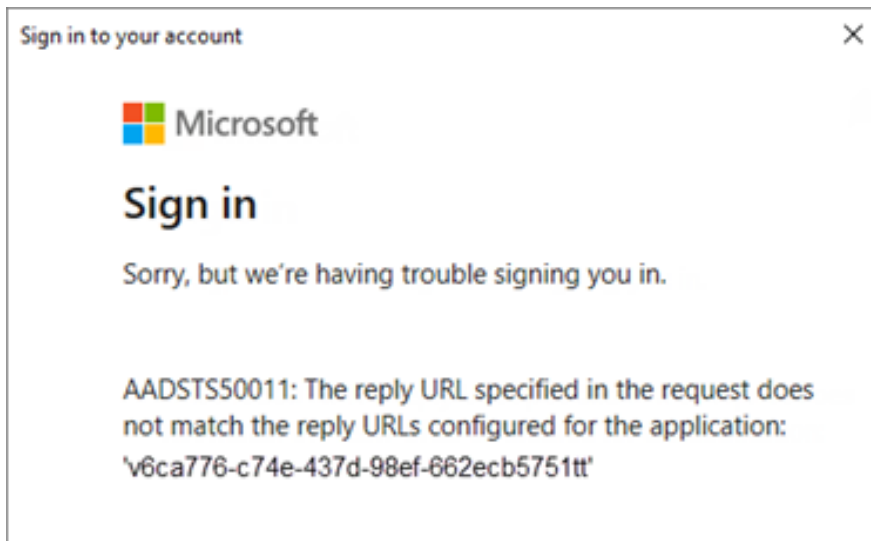 Sign in to your account
Microsoft
Sign in
Sorry, but we're having trouble signing you in.
AADSTS50011: The reply URL specified in the request does
not match the reply URLs configured for the application:
'v6ca776-c74e-437d-98ef-662ecb5751tt'